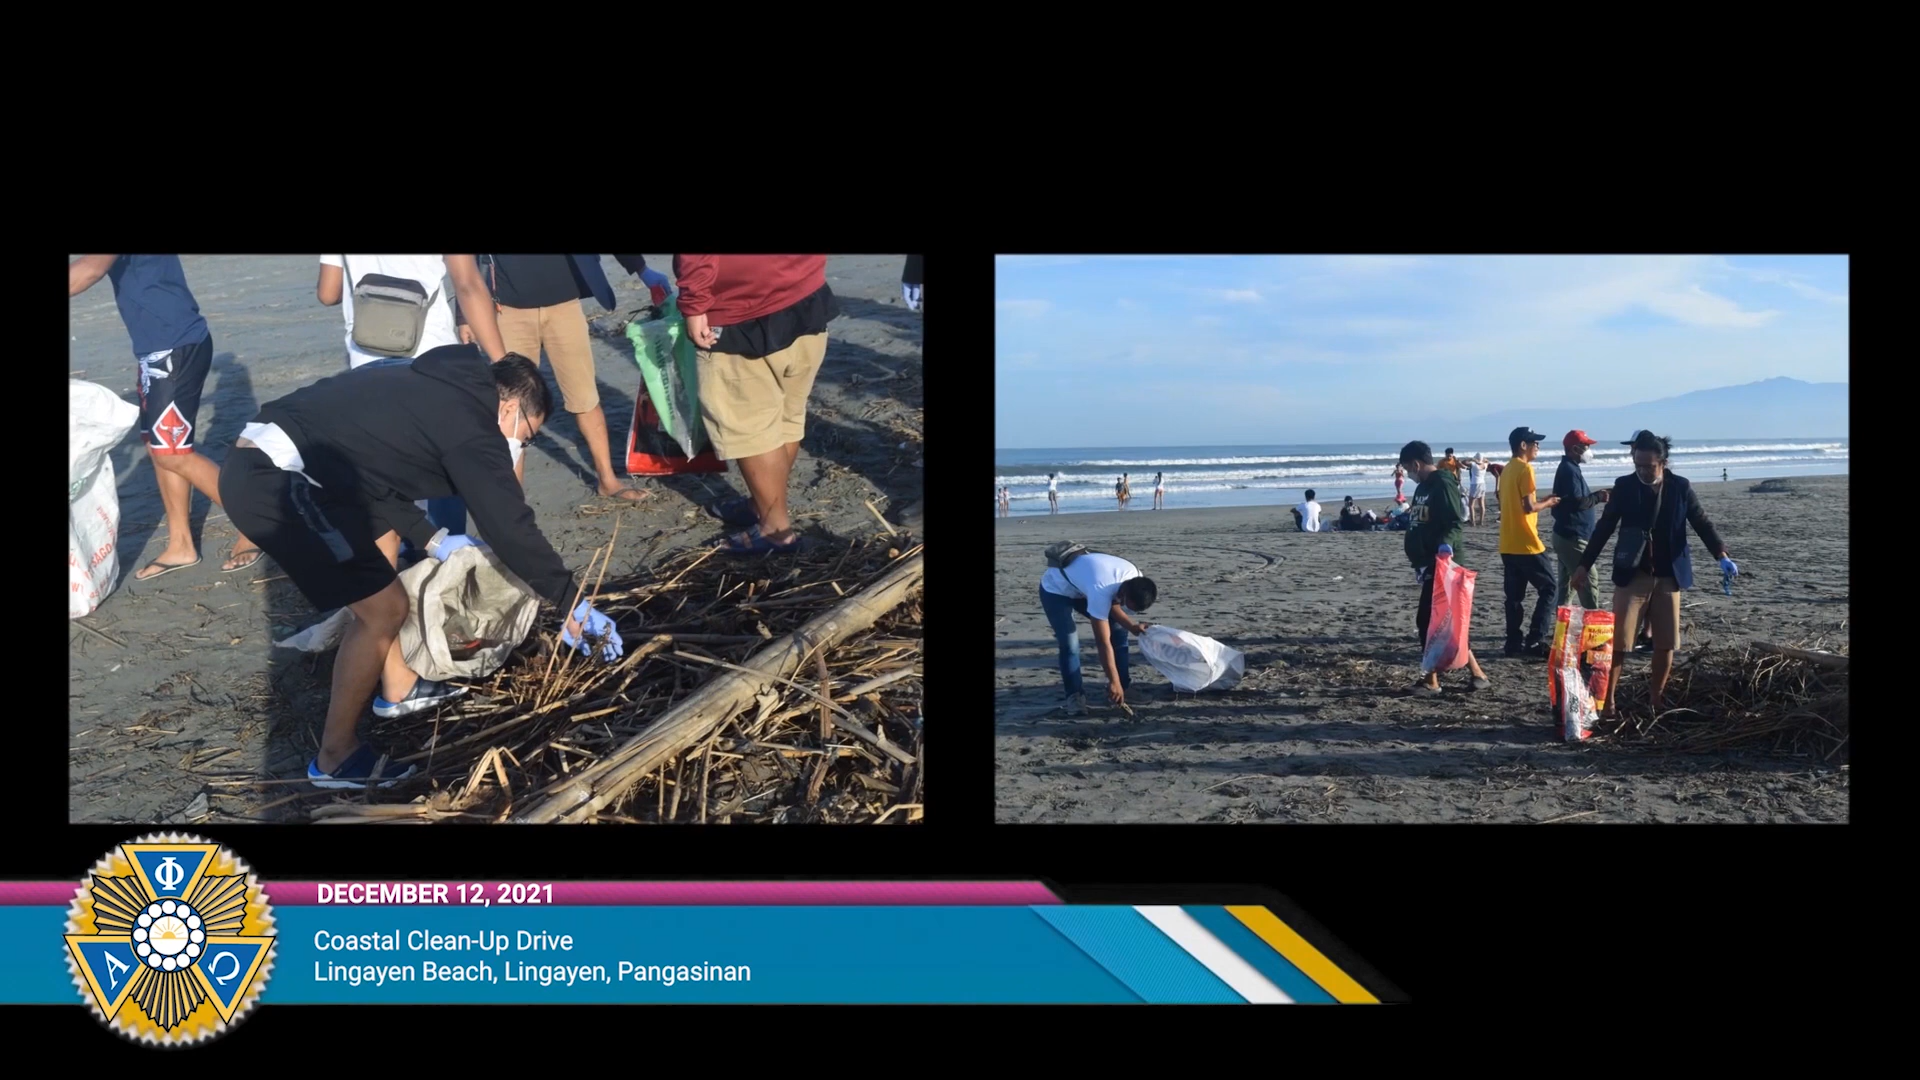 DECEMBER 12, 2021
Coastal Clean-Up Drive
Lingayen Beach, Lingayen, Pangasinan
Φ
Α
Ω